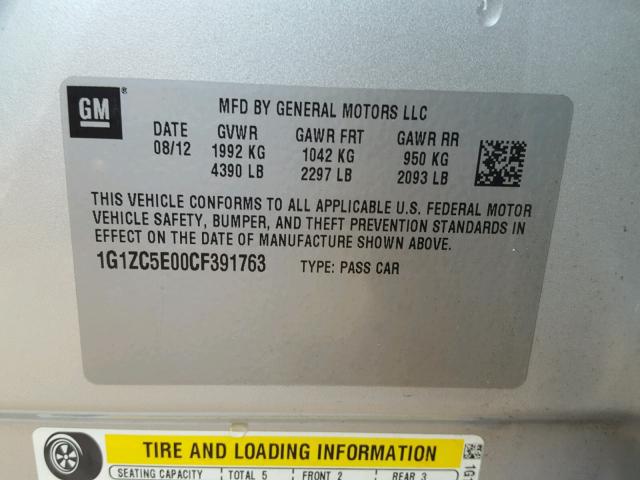 GM ®
MFD BY GENERAL MOTORS LLC
DATE GVWR GAWR FRT GAWR RR
08/12 1992 KG 1042 KG 950 KG
4390 LB 2297 LB 2093 LB
THIS VEHICLE CONFORMS TO ALL APPLICABLE U.S. FEDERAL MOTOR
VEHICLE SAFETY, BUMPER, AND THEFT PREVENTION STANDARDS IN
EFFECT ON THE DATE OF MANUFACTURE SHOWN ABOVE.
1G1ZC5E00CF391763 TYPE: PASS CAR
TIRE AND LOADING INFORMATION
SEATING CAPACITY TOTAL 5 FRONT 2 REAR 3